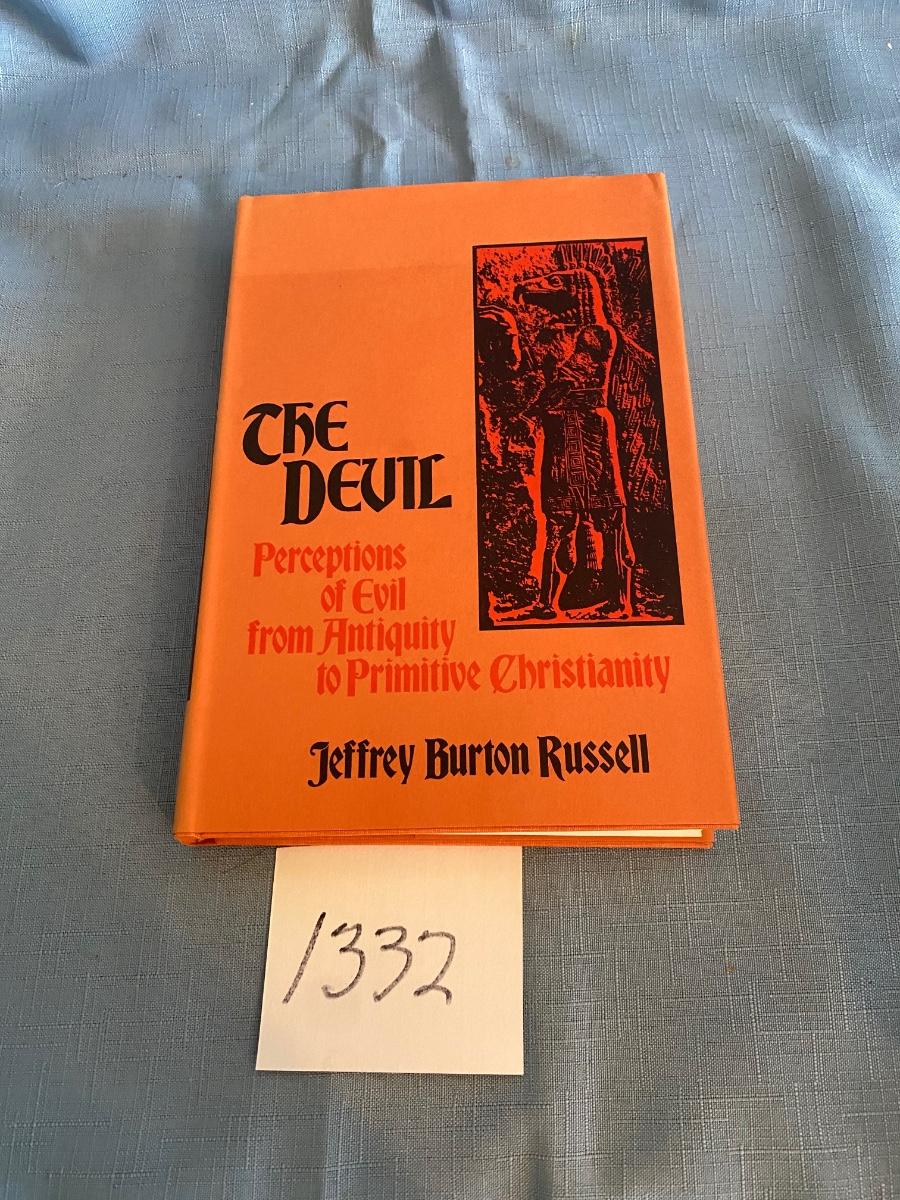 The
Devil
Perceptions
of Evil
from Antiquity
to Primitive Christianity
Jeffrey Burton Russell
1332